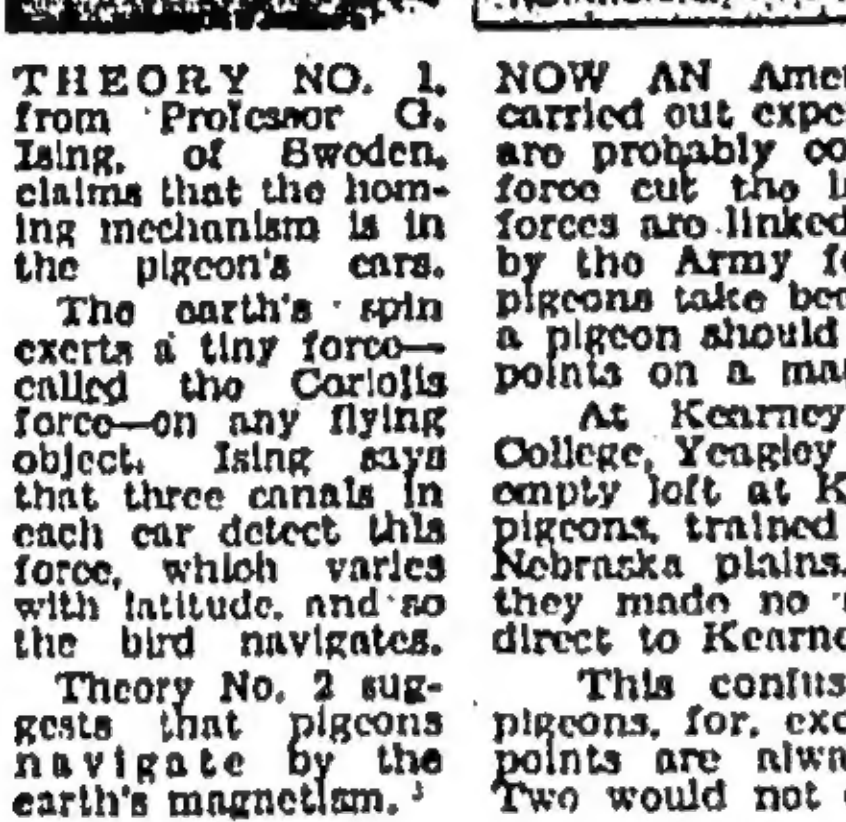 THEORY NO. 1,
from Professor G.
Ising, of Sweden,
claims that the hom-
ing mechanism is in
the pigeon's ears.
The earth's spin
exerts a tiny force—
called the Coriolis
force—on any flying
object. Ising says
that three canals in
each ear detect this
force, which varies
with latitude, and so
the bird navigates.
Theory No. 2 sug-
gests that pigeons
navigate by the
earth's magnetism.
NOW AN
carried out
are probably
force cut the
forces are linked
by the Army
pigeons take
a pigeon should
points on a
At Kearney
College, Yeagley
empty loft at
pigeons, trained
Nebraska plains.
they made no
direct to
This
pigeons, for,
points are
Two would not